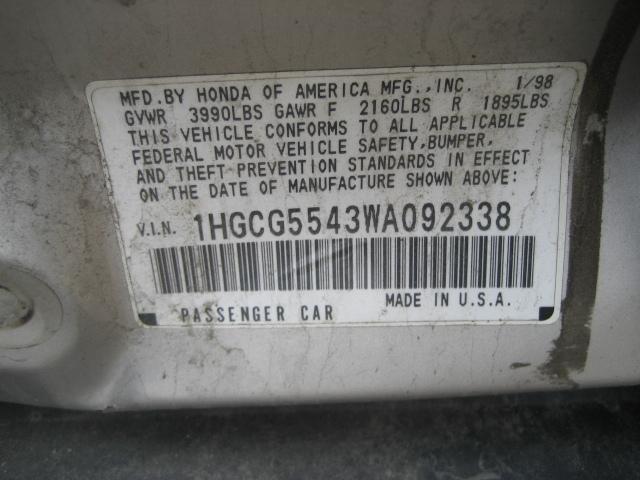 MFD.BY HONDA OF AMERICA MFG.,INC. 1/98
GVWR 3990LBS GAWR F 2160LBS R 1895LBS
THIS VEHICLE CONFORMS TO ALL APPLICABLE
FEDERAL MOTOR VEHICLE SAFETY,BUMPER,
AND THEFT PREVENTION STANDARDS IN EFFECT
ON THE DATE OF MANUFACTURE SHOWN ABOVE:
V.I.N. 1HGCG5543WA092338
PASSENGER CAR MADE IN U.S.A.